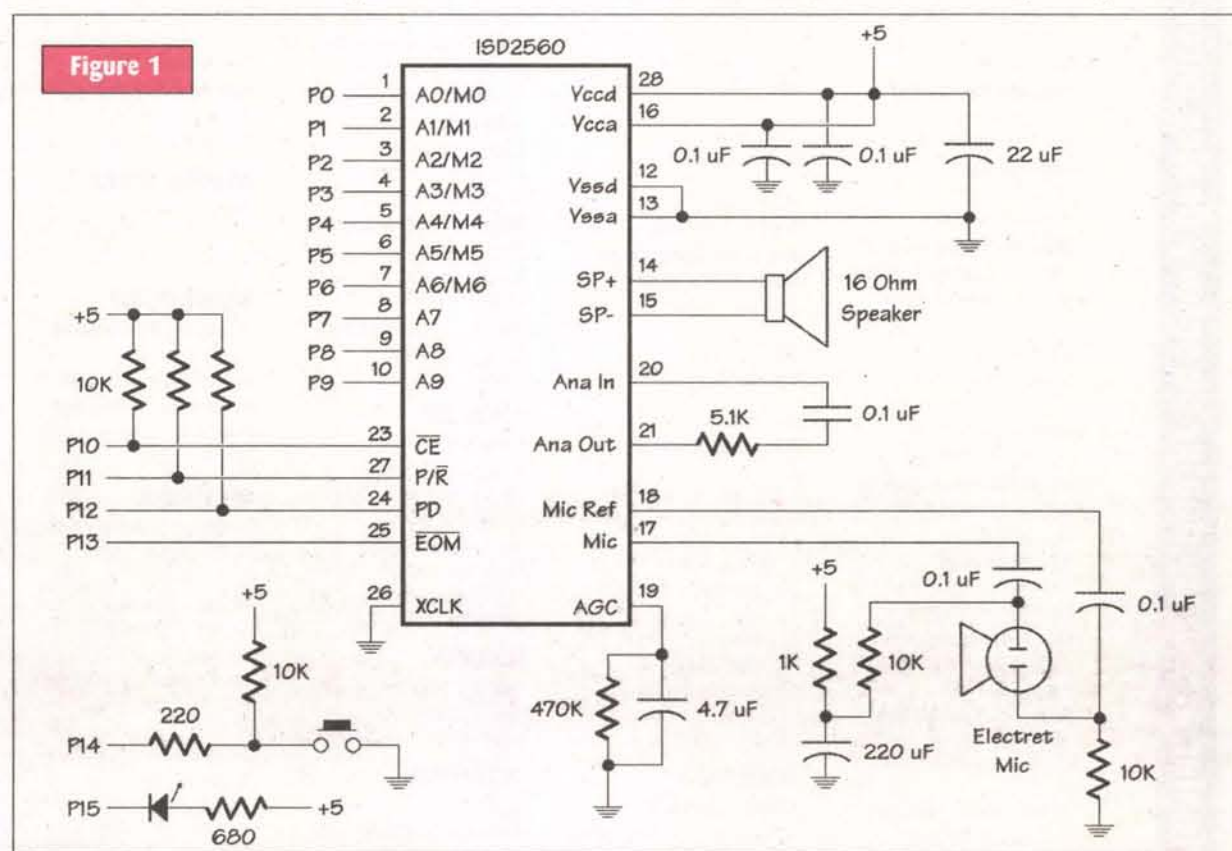 Figure 1
ISD2560
+5
P0 1 A0/M0
P1 2 A1/M1
P2 3 A2/M2
P3 4 A3/M3
P4 5 A4/M4
P5 6 A5/M5
P6 7 A6/M6
P7 8 A7
P8 9 A8
P9 10 A9
+5
10K
P10 23 C̅E̅
P11 27 P/R̅
P12 24 PD
P13 25 E̅O̅M̅
26 XCLK
Vccd 28
Vcca 16
0.1 uF 0.1 uF 22 uF
Vssd 12
Vssa 13
SP+ 14
SP- 15
16 Ohm
Speaker
Ana In 20
0.1 uF
5.1K
Ana Out 21
Mic Ref 18
Mic 17
AGC 19
+5
10K
220
P14
P15
680
+5
470K
4.7 uF
+5
0.1 uF
0.1 uF
1K
10K
220 uF
Electret
Mic
10K